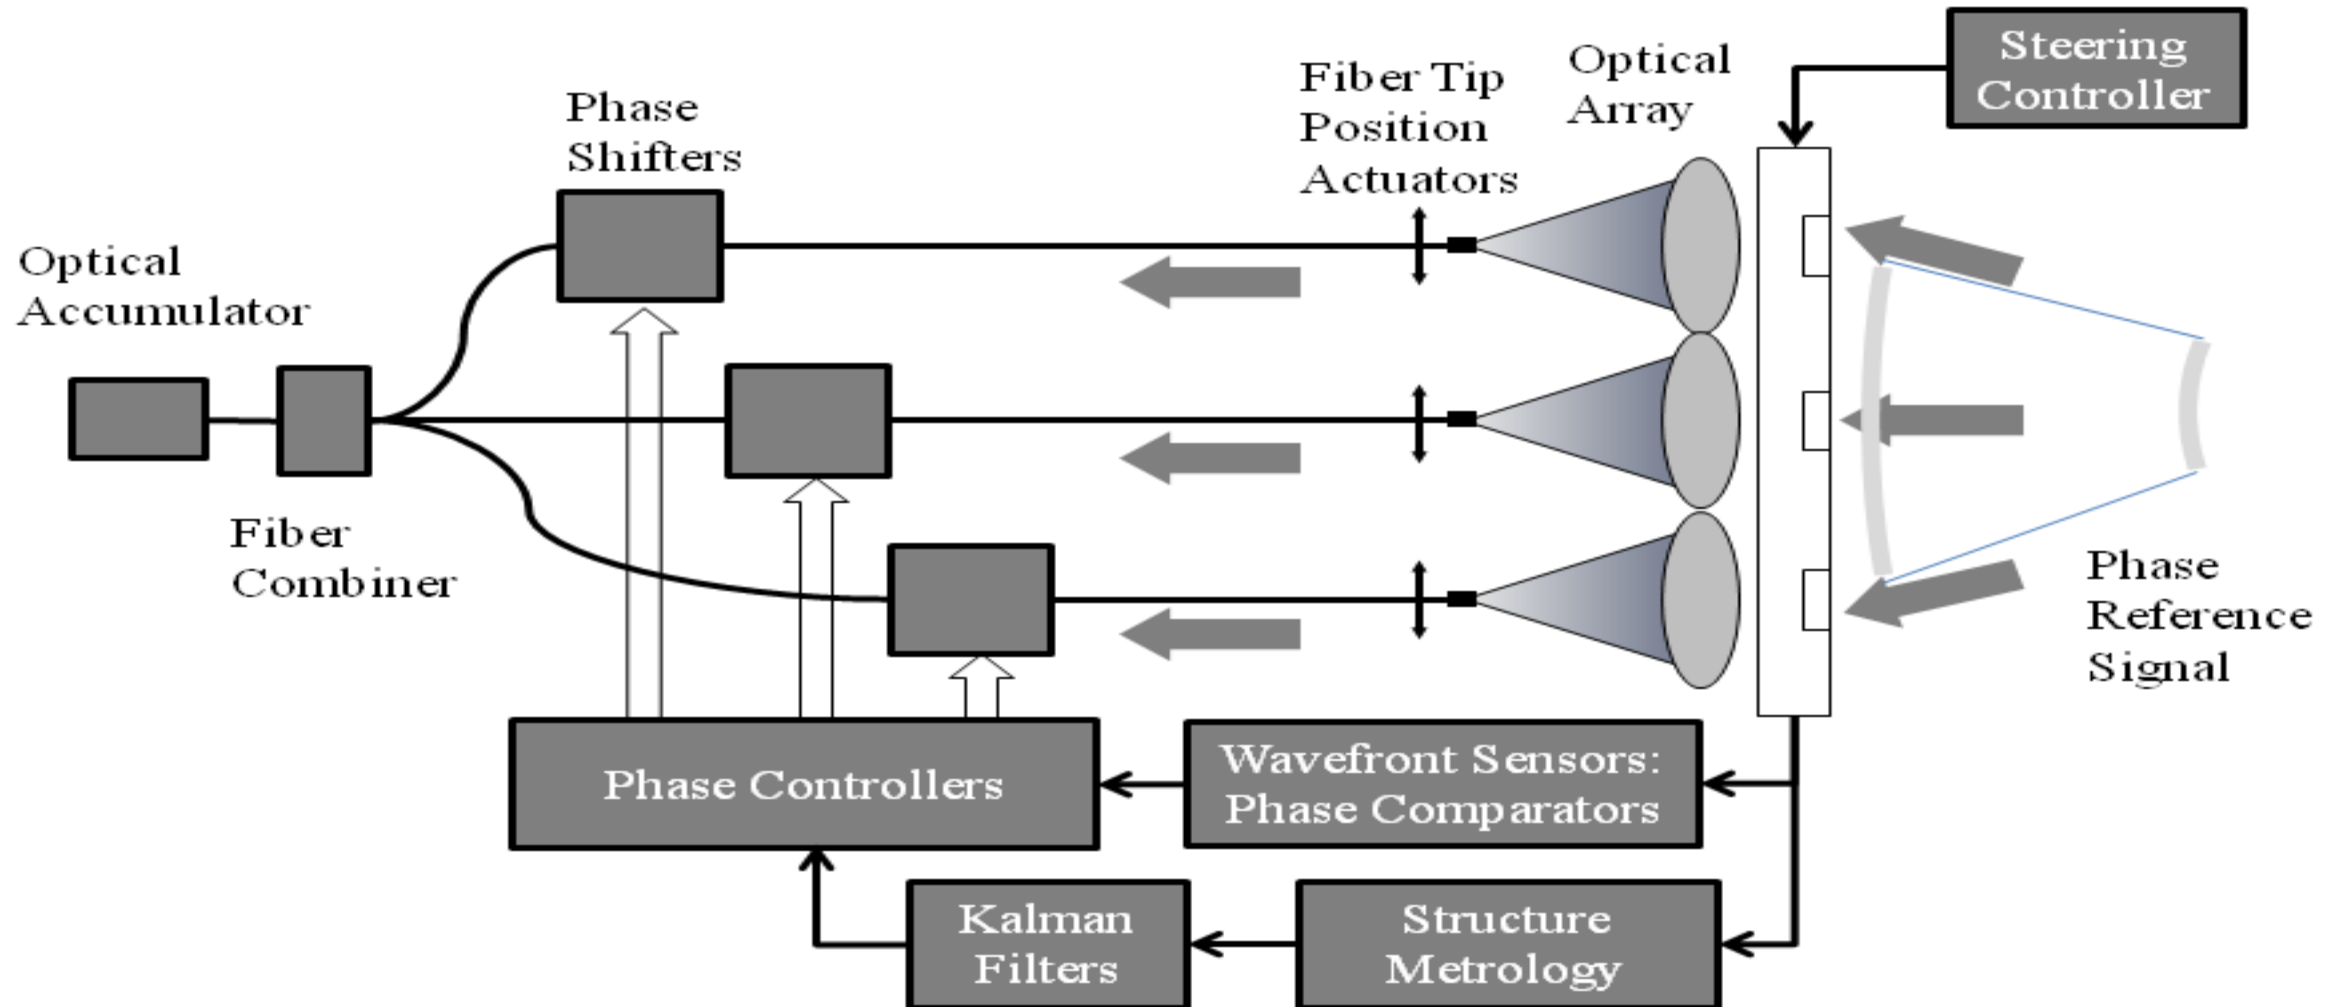 Steering
Controller
Optical
Array
Fiber Tip
Position
Actuators
Phase
Shifters
Optical
Accumulator
Fiber
Combiner
Phase
Reference
Signal
Wavefront Sensors:
Phase Comparators
Phase Controllers
Kalman
Filters
Structure
Metrology